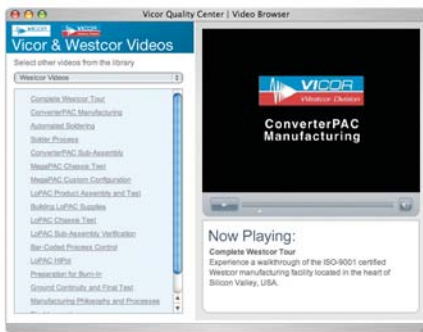 Vicor Quality Center | Video Browser
VICOR
Vicor & Westcor Videos
Select other videos from the library
Westcor Videos
Complete Westcor Tour
ConverterPAC Manufacturing
Automated Soldering
Solder Process
ConverterPAC Sub-Assembly
MegaPAC Chassis Test
MegaPAC Custom Configuration
LoPAC Product Assembly and Test
Building LoPAC Supplies
LoPAC Chassis Test
LoPAC Sub-Assembly Verification
Bar-Coded Process Control
LoPAC HiPot
Preparation for Burn-In
Ground Continuity and Final Test
Manufacturing Philosophy and Processes
VICOR
Westcor Division
ConverterPAC
Manufacturing
Now Playing:
Complete Westcor Tour
Experience a walkthrough of the ISO-9001 certified
Westcor manufacturing facility located in the heart of
Silicon Valley, USA.